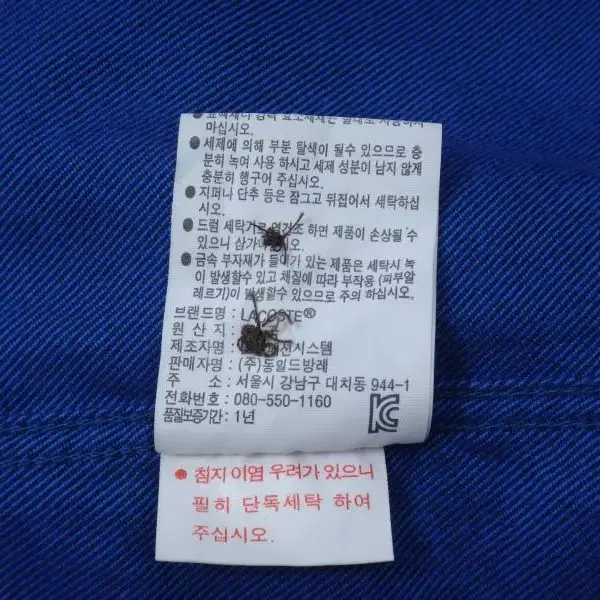 마십시오.
● 세제에 의해 부분 탈색이 될수 있으므로 충
분히 녹여 사용 하시고 세제 성분이 남지 않게
충분히 헹구어 주십시오.
● 지퍼나 단추 등은 잠그고 뒤집어서 세탁하십
시오.
● 드럼 세탁기로 하면 제품이 손상될 수
있으니
● 금속 부자재가 들어가 있는 제품은 세탁시 녹
이 발생할수 있고 체질에 따라 부작용 (피부알
레르기)이 발생할수 있으므로 주의 하십시오.
브랜드명 : LACOSTE®
원 산 지 :
제조자명 : 션시스템
판매자명 : (주)동일드방레
주 소 : 서울시 강남구 대치동 944-1
전화번호 : 080-550-1160
품질보증기간 : 1년
● 침지 이염 우려가 있으니
필히 단독세탁 하여
주십시오.